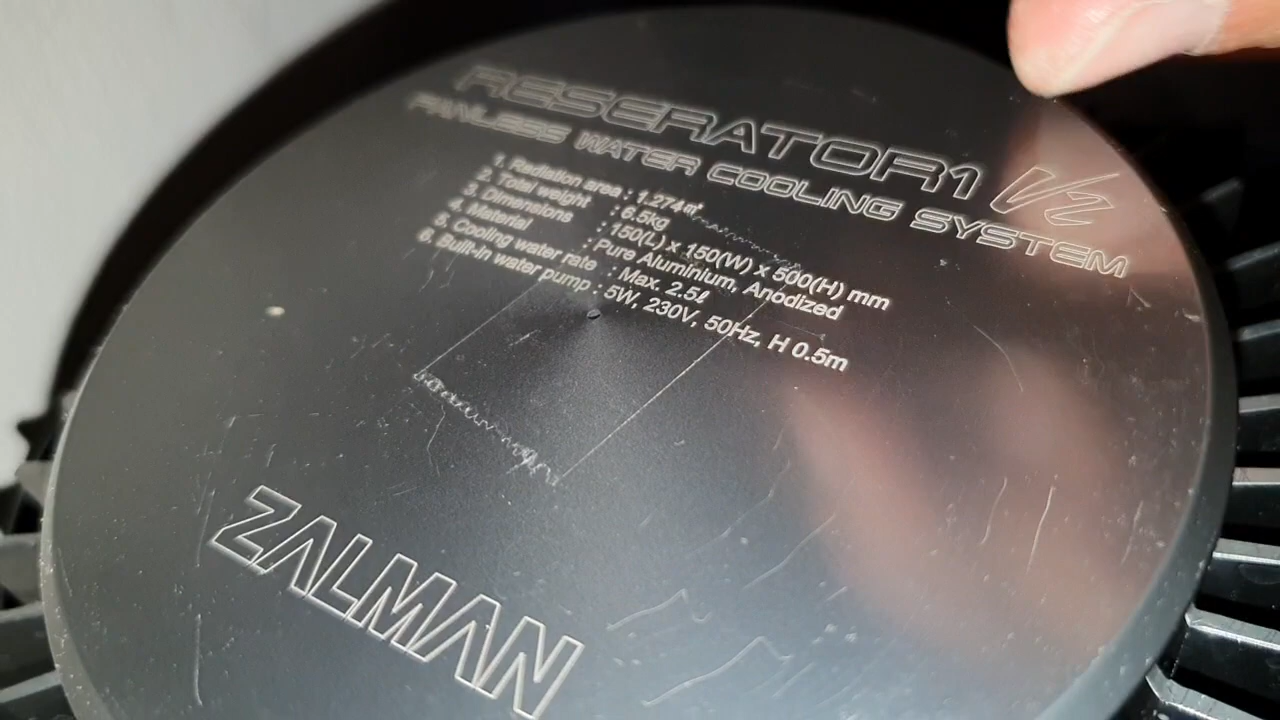 RESERATOR1 V2
FANLESS WATER COOLING SYSTEM
1. Radiation area : 1.274㎡
2. Total weight : 6.5kg
3. Dimensions : 150(L) x 150(W) x 500(H) mm
4. Material : Pure Aluminium, Anodized
5. Cooling water rate : Max. 2.5ℓ
6. Built-in water pump : 5W, 230V, 50Hz, H 0.5m
ZALMAN